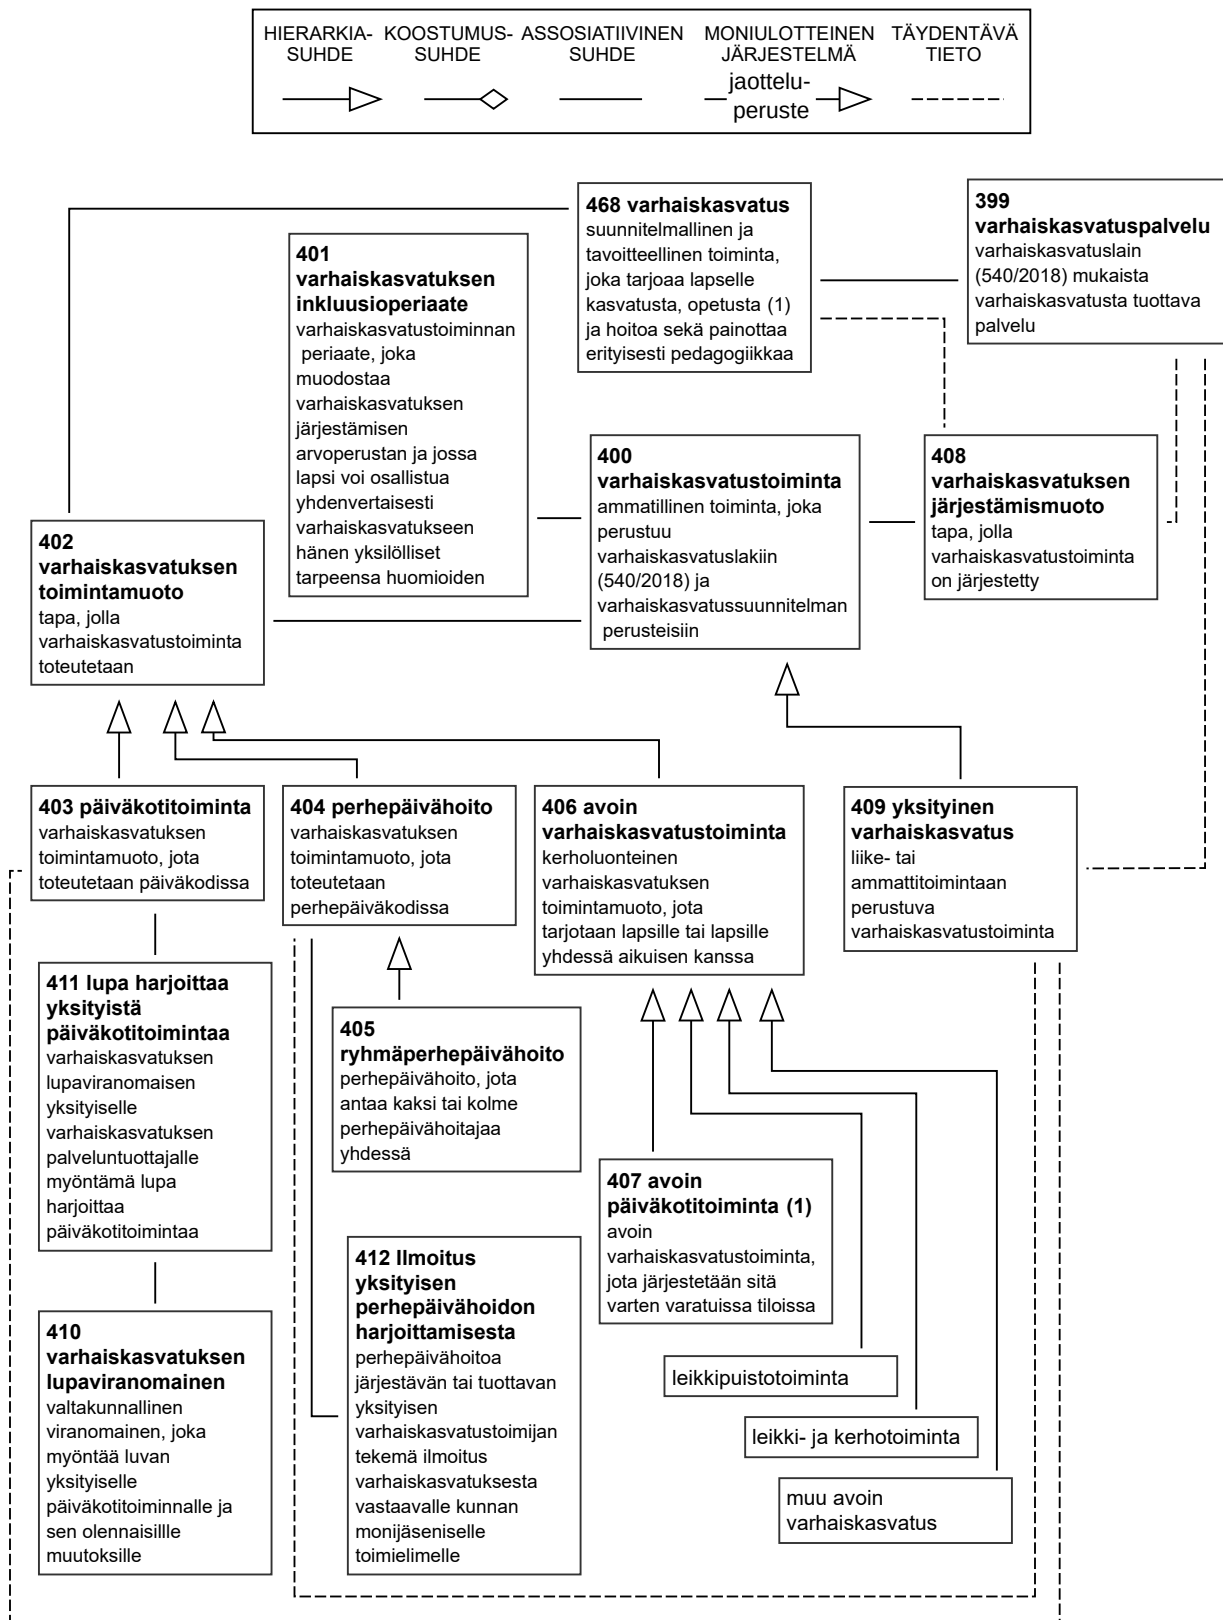 HIERARKIA-
SUHDE
KOOSTUMUS-
SUHDE
ASSOSIATIIVINEN
SUHDE
MONIULOTTEINEN
JÄRJESTELMÄ
TÄYDENTÄVÄ
TIETO
jaottelu-
peruste
468 varhaiskasvatus
suunnitelmallinen ja
tavoitteellinen toiminta,
joka tarjoaa lapselle
kasvatusta, opetusta (1)
ja hoitoa sekä painottaa
erityisesti pedagogiikkaa
399
varhaiskasvatuspalvelu
varhaiskasvatuslain
(540/2018) mukaista
varhaiskasvatusta tuottava
palvelu
401
varhaiskasvatuksen
inkluusioperiaate
varhaiskasvatustoiminnan
periaate, joka
muodostaa
varhaiskasvatuksen
järjestämisen
arvoperustan ja jossa
lapsi voi osallistua
yhdenvertaisesti
varhaiskasvatukseen
hänen yksilölliset
tarpeensa huomioiden
400
varhaiskasvatustoiminta
ammatillinen toiminta, joka
perustuu
varhaiskasvatuslakiin
(540/2018) ja
varhaiskasvatussuunnitelman
perusteisiin
408
varhaiskasvatuksen
järjestämismuoto
tapa, jolla
varhaiskasvatustoiminta
on järjestetty
402
varhaiskasvatuksen
toimintamuoto
tapa, jolla
varhaiskasvatustoiminta
toteutetaan
403 päiväkotitoiminta
varhaiskasvatuksen
toimintamuoto, jota
toteutetaan päiväkodissa
404 perhepäivähoito
varhaiskasvatuksen
toimintamuoto, jota
toteutetaan
perhepäiväkodissa
406 avoin
varhaiskasvatustoiminta
kerholuonteinen
varhaiskasvatuksen
toimintamuoto, jota
tarjotaan lapsille tai lapsille
yhdessä aikuisen kanssa
409 yksityinen
varhaiskasvatus
liike- tai
ammattitoimintaan
perustuva
varhaiskasvatustoiminta
411 lupa harjoittaa
yksityistä
päiväkotitoimintaa
varhaiskasvatuksen
lupaviranomaisen
yksityiselle
varhaiskasvatuksen
palveluntuottajalle
myöntämä lupa
harjoittaa
päiväkotitoimintaa
405
ryhmäperhepäivähoito
perhepäivähoito, jota
antaa kaksi tai kolme
perhepäivähoitajaa
yhdessä
407 avoin
päiväkotitoiminta (1)
avoin
varhaiskasvatustoiminta,
jota järjestetään sitä
varten varatuissa tiloissa
412 Ilmoitus
yksityisen
perhepäivähoidon
harjoittamisesta
perhepäivähoitoa
järjestävän tai tuottavan
yksityisen
varhaiskasvatustoimijan
tekemä ilmoitus
varhaiskasvatuksesta
vastaavalle kunnan
monijäseniselle
toimielimelle
410
varhaiskasvatuksen
lupaviranomainen
valtakunnallinen
viranomainen, joka
myöntää luvan
yksityiselle
päiväkotitoiminnalle ja
sen olennaisillle
muutoksille
leikkipuistotoiminta
leikki- ja kerhotoiminta
muu avoin
varhaiskasvatus